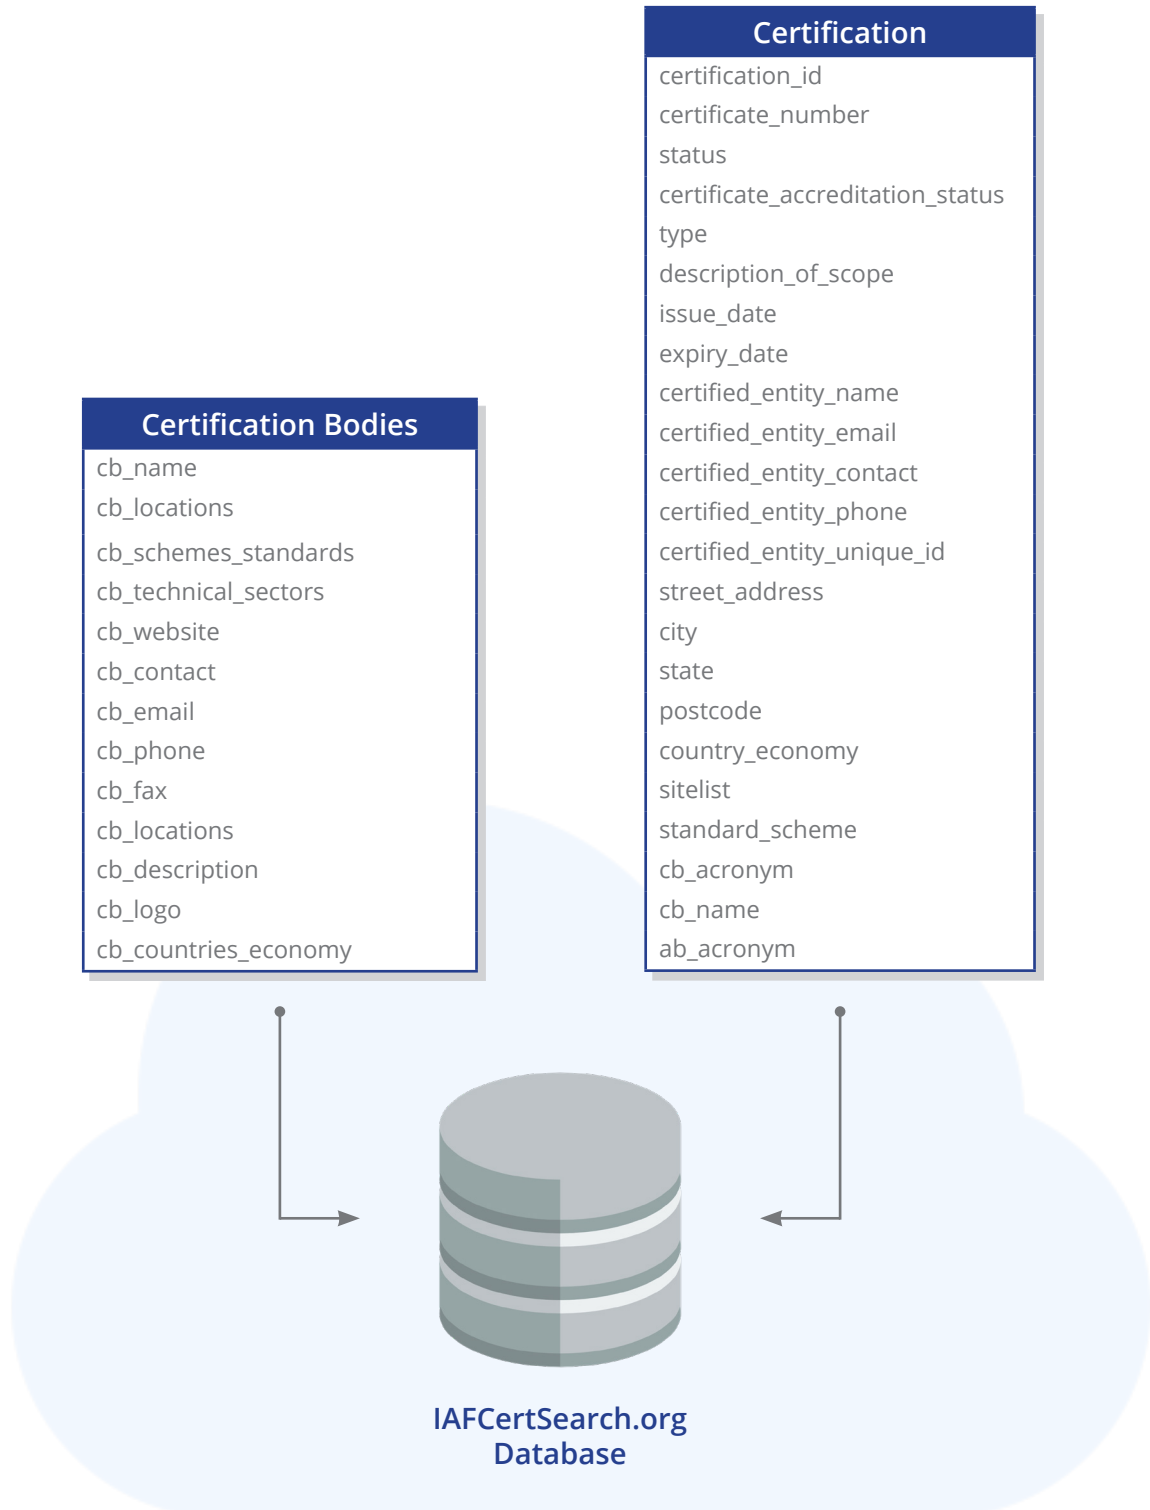 Certification
certification_id
certificate_number
status
certificate_accreditation_status
type
description_of_scope
issue_date
expiry_date
certified_entity_name
certified_entity_email
certified_entity_contact
certified_entity_phone
certified_entity_unique_id
street_address
city
state
postcode
country_economy
sitelist
standard_scheme
cb_acronym
cb_name
ab_acronym
Certification Bodies
cb_name
cb_locations
cb_schemes_standards
cb_technical_sectors
cb_website
cb_contact
cb_email
cb_phone
cb_fax
cb_locations
cb_description
cb_logo
cb_countries_economy
IAFCertSearch.org
Database